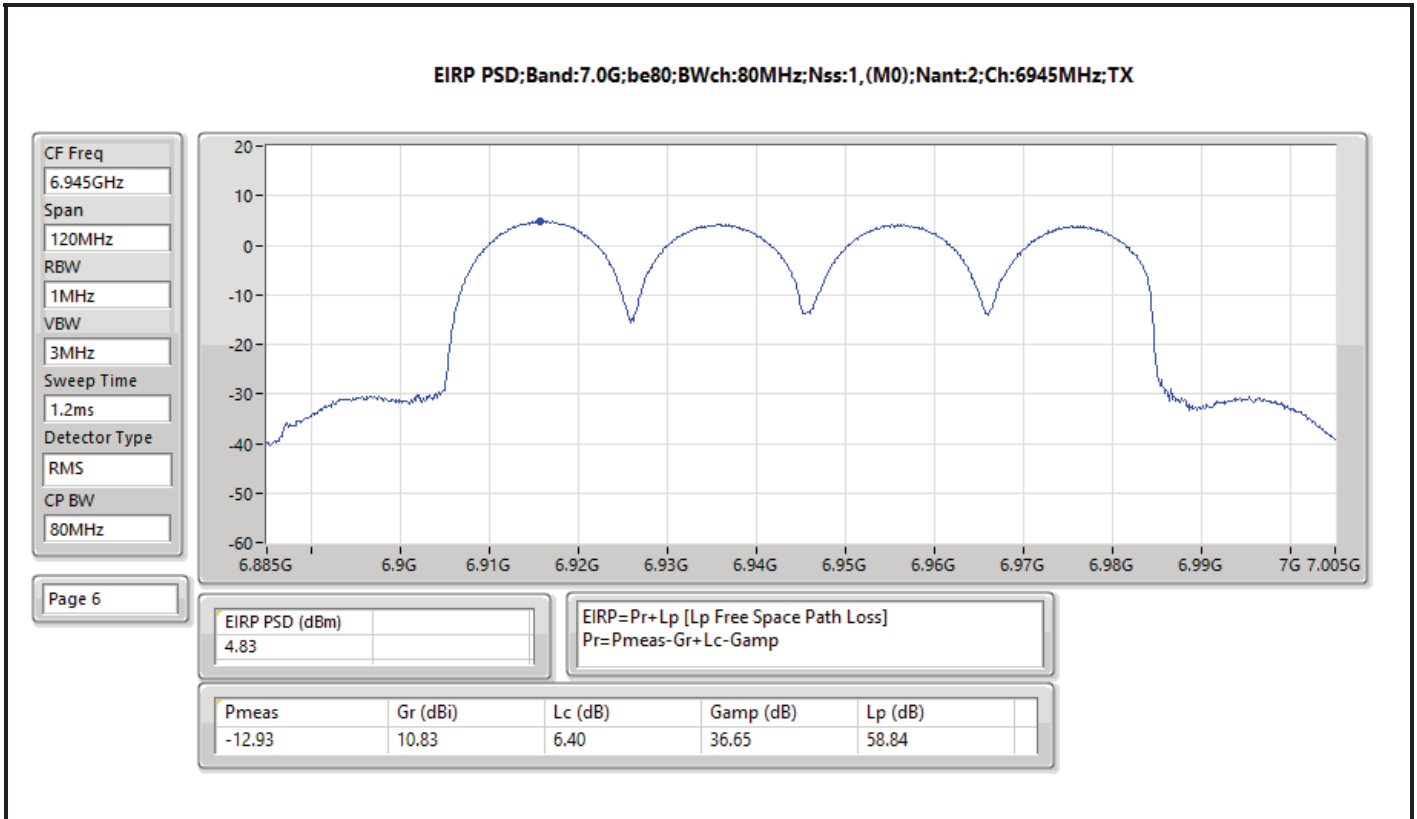 EIRP PSD;Band:7.0G;be80;BWch:80MHz;Nss:1,(M0);Nant:2;Ch:6945MHz;TX
CF Freq
6.945GHz
Span
120MHz
RBW
1MHz
VBW
3MHz
Sweep Time
1.2ms
Detector Type
RMS
CP BW
80MHz
Page 6
20
10
0
-10
-20
-30
-40
-50
-60
6.885G 6.9G 6.91G 6.92G 6.93G 6.94G 6.95G 6.96G 6.97G 6.98G 6.99G 7G 7.005G
EIRP PSD (dBm)
4.83
EIRP=Pr+Lp [Lp Free Space Path Loss]
Pr=Pmeas-Gr+Lc-Gamp
Pmeas Gr (dBi) Lc (dB) Gamp (dB) Lp (dB)
-12.93 10.83 6.40 36.65 58.84